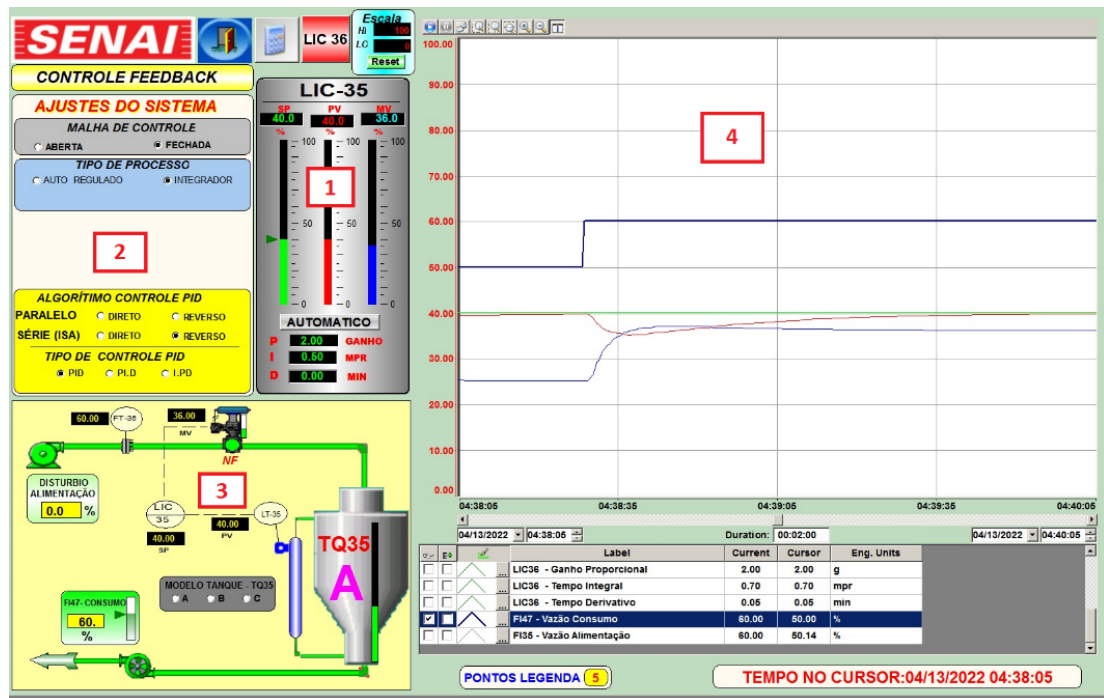 SENAI
LIC 36
Escala
HI 100
LO 0
Reset
CONTROLE FEEDBACK
AJUSTES DO SISTEMA
MALHA DE CONTROLE
ABERTA FECHADA
TIPO DE PROCESSO
AUTO REGULADO INTEGRADOR
2
ALGORÍTIMO CONTROLE PID
PARALELO DIRETO REVERSO
SÉRIE (ISA) DIRETO REVERSO
TIPO DE CONTROLE PID
PID PI.D I.PD
LIC-35
SP PV MV
40.0 40.0 36.0
% % %
100 100 100
1
50 50 50
0 0 0
AUTOMATICO
P 2.00 GANHO
I 0.50 MPR
D 0.00 MIN
60.00 FT-35 36.00
MV
NF
DISTURBIO
ALIMENTAÇÃO
0.0 %
3
LIC
35
LT-35
40.00
SP
40.00
PV
TQ35
A
MODELO TANQUE - TQ35
A B C
FI47- CONSUMO
60.
%
100.00
90.00
80.00
70.00
60.00
50.00
40.00
30.00
20.00
10.00
0.00
4
04:38:05 04:38:35 04:39:05 04:39:35 04:40:05
04/13/2022 04:38:05 Duration: 00:02:00 04/13/2022 04:40:05
Label Current Cursor Eng. Units
LIC36 - Ganho Proporcional 2.00 2.00 g
LIC36 - Tempo Integral 0.70 0.70 mpr
LIC36 - Tempo Derivativo 0.05 0.05 min
FI47 - Vazão Consumo 60.00 50.00 %
FI35 - Vazão Alimentação 60.00 50.14 %
PONTOS LEGENDA 5
TEMPO NO CURSOR:04/13/2022 04:38:05